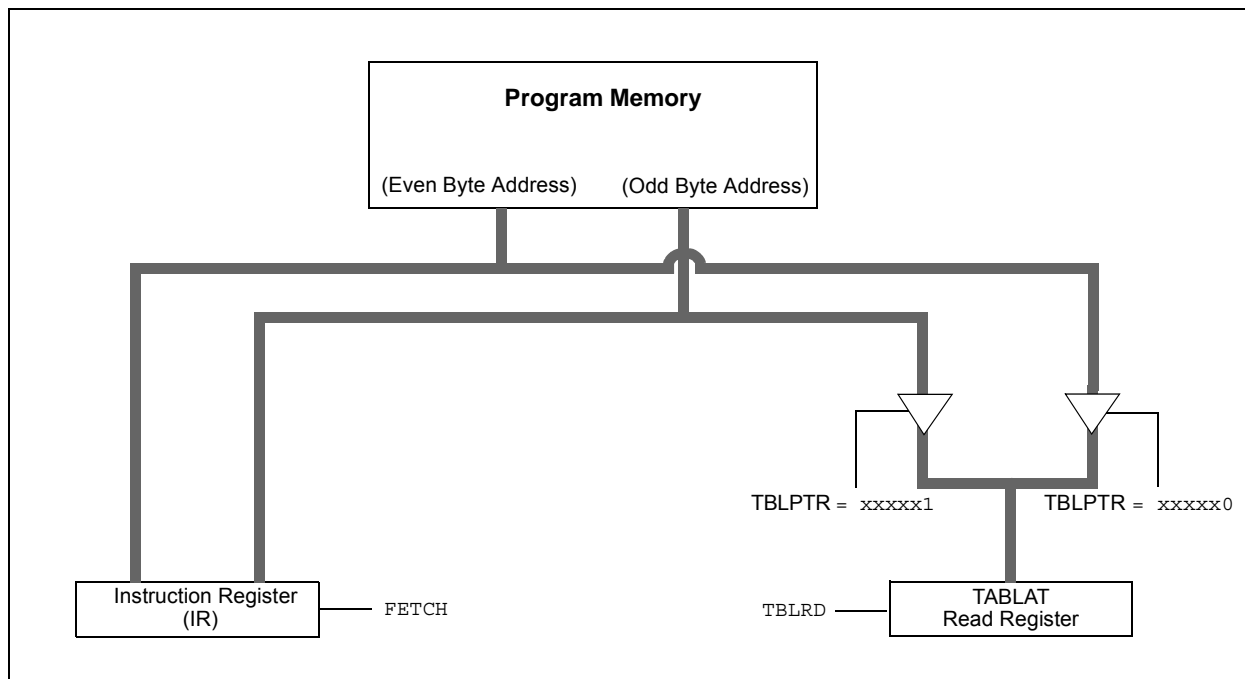 Program Memory
(Even Byte Address) (Odd Byte Address)
TBLPTR = xxxxx1 TBLPTR = xxxxx0
Instruction Register
(IR)
FETCH
TBLRD
TABLAT
Read Register